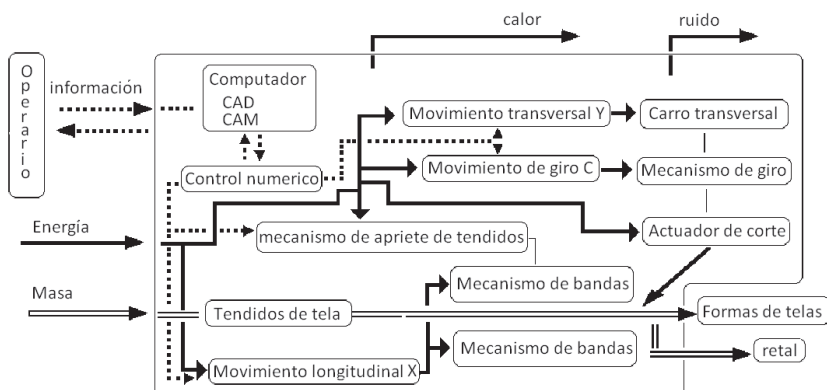 calor
ruido
Operario
información
Computador
CAD
CAM
Movimiento transversal Y
Carro transversal
Control numerico
Movimiento de giro C
Mecanismo de giro
Energía
mecanismo de apriete de tendidos
Actuador de corte
Masa
Mecanismo de bandas
Tendidos de tela
Formas de telas
Mecanismo de bandas
retal
Movimiento longitudinal X